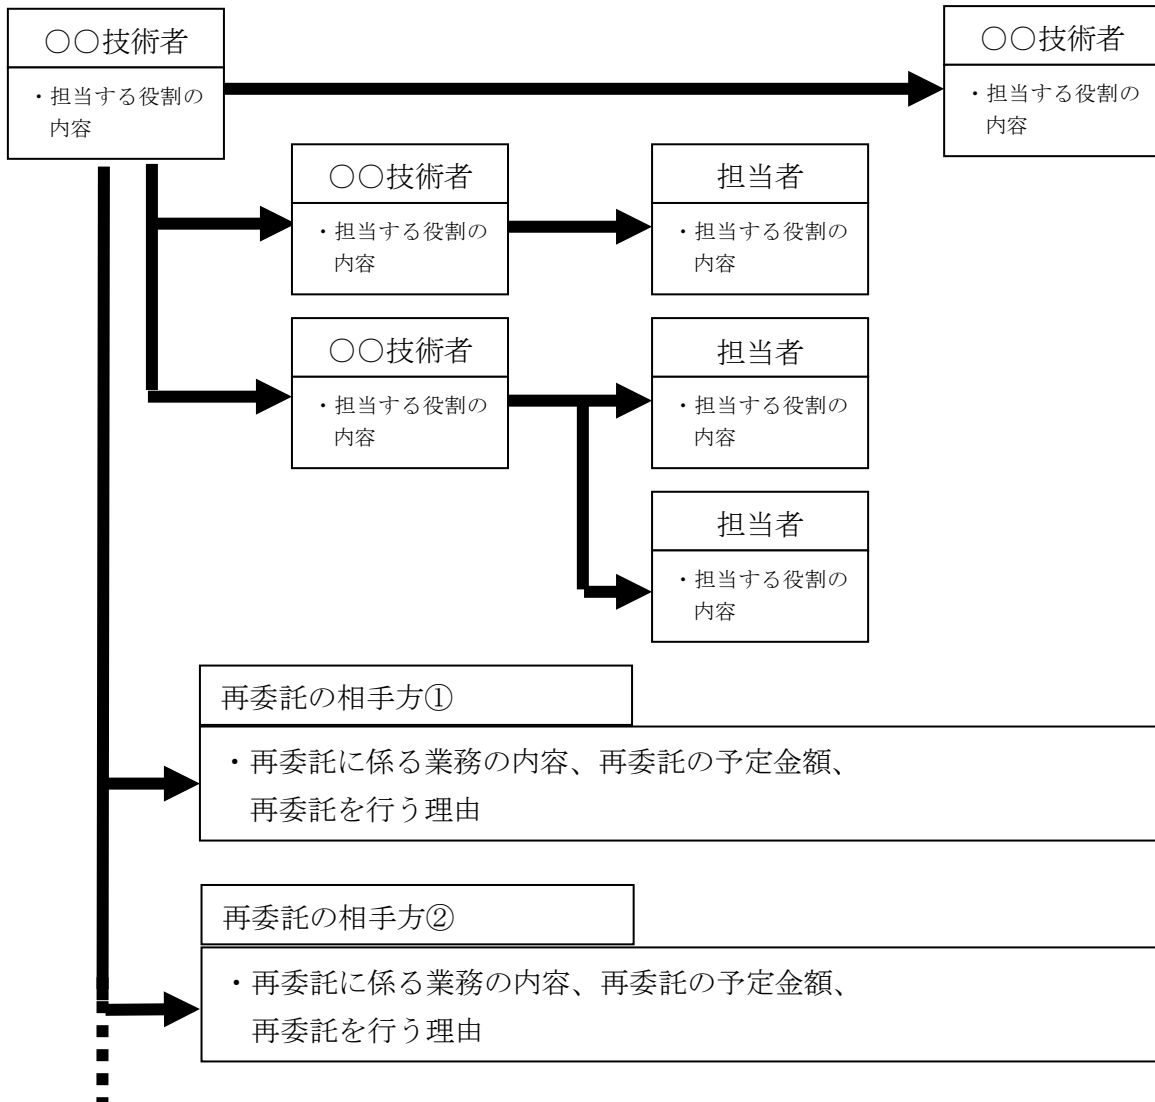 ○○技術者
・担当する役割の
内容
○○技術者
・担当する役割の
内容
○○技術者
・担当する役割の
内容
担当者
・担当する役割の
内容
○○技術者
・担当する役割の
内容
担当者
・担当する役割の
内容
担当者
・担当する役割の
内容
再委託の相手方①
・再委託に係る業務の内容、再委託の予定金額、
再委託を行う理由
再委託の相手方②
・再委託に係る業務の内容、再委託の予定金額、
再委託を行う理由